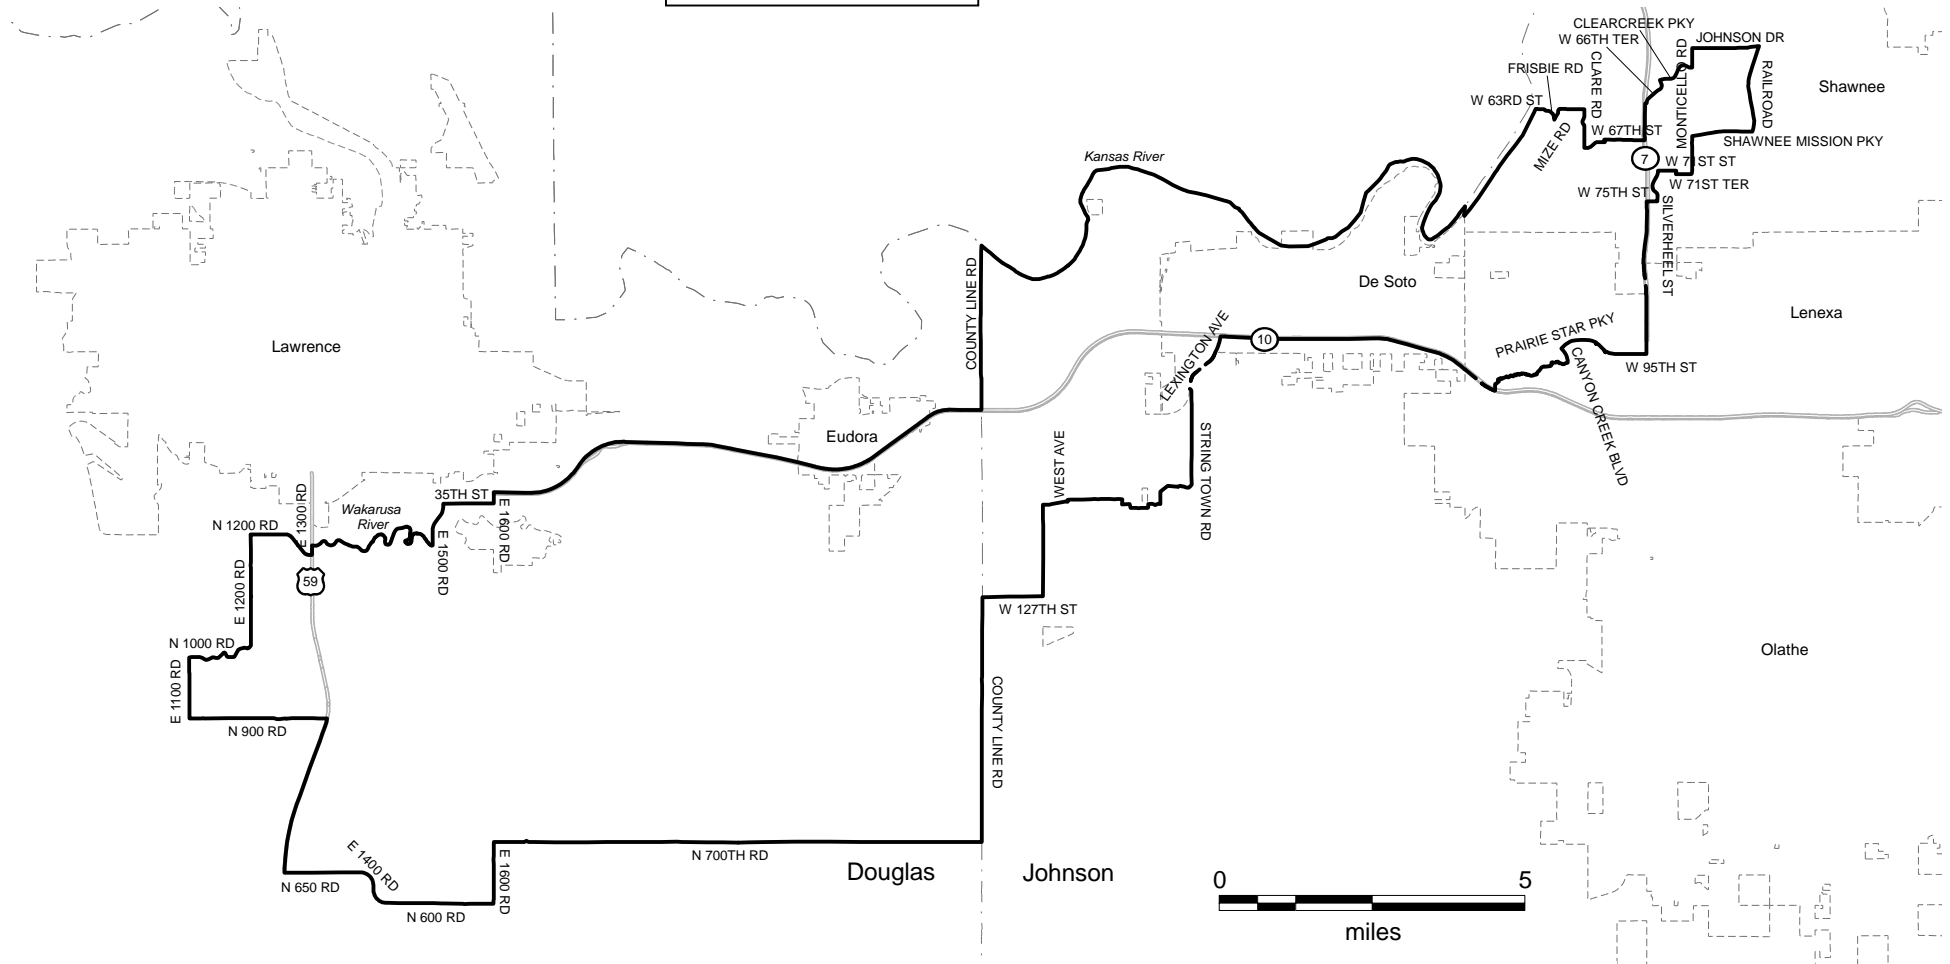 CLEARCREEK PKY
W 66TH TER
JOHNSON DR
FRISBIE RD
CLARE RD
MONTICELLO RD
RAILROAD
Shawnee
W 63RD ST
MIZE RD
W 67TH ST
SHAWNEE MISSION PKY
7
W 71ST ST
W 71ST TER
W 75TH ST
SILVERHEEL ST
Kansas River
COUNTY LINE RD
De Soto
Lenexa
LEXINGTON AVE
10
PRAIRIE STAR PKY
CANYON CREEK BLVD
W 95TH ST
Lawrence
Eudora
WEST AVE
STRING TOWN RD
35TH ST
E 1300 RD
Wakarusa
River
N 1200 RD
E 1600 RD
E 1500 RD
59
E 1200 RD
W 127TH ST
N 1000 RD
E 1100 RD
Olathe
N 900 RD
COUNTY LINE RD
E 1400 RD
N 700TH RD
N 650 RD
E 1600 RD
N 600 RD
Douglas
Johnson
0
5
miles